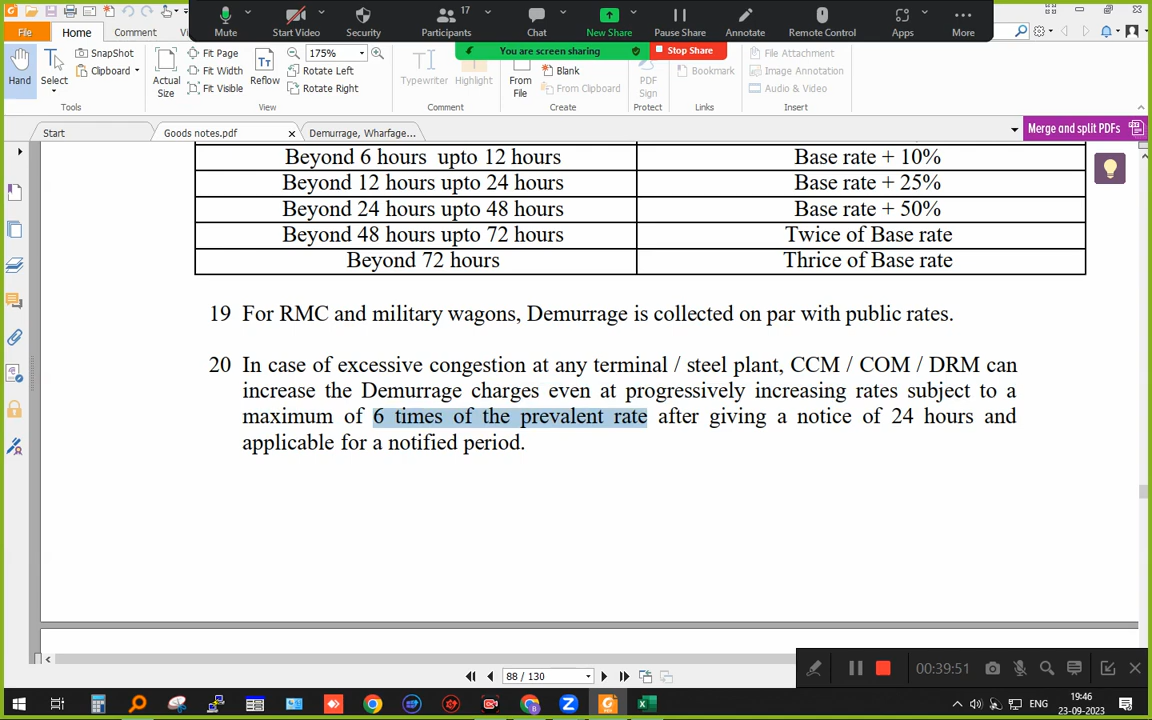 File
Home
Comment
Vi
Mute
Start Video
Security
Participants
17
Chat
New Share
Pause Share
Annotate
Remote Control
Apps
More
You are screen sharing
Stop Share
Hand
Select
SnapShot
Clipboard
Tools
Actual Size
Fit Page
Fit Width
Fit Visible
Reflow
175%
Rotate Left
Rotate Right
View
Typewriter
Highlight
Comment
From File
Blank
From Clipboard
Create
PDF Sign
Protect
Bookmark
Links
File Attachment
Image Annotation
Audio & Video
Insert
Start
Goods notes.pdf
Demurrage, Wharfage...
Merge and split PDFs
Beyond 6 hours upto 12 hours Base rate + 10%
Beyond 12 hours upto 24 hours Base rate + 25%
Beyond 24 hours upto 48 hours Base rate + 50%
Beyond 48 hours upto 72 hours Twice of Base rate
Beyond 72 hours Thrice of Base rate
19 For RMC and military wagons, Demurrage is collected on par with public rates.
20 In case of excessive congestion at any terminal / steel plant, CCM / COM / DRM can
increase the Demurrage charges even at progressively increasing rates subject to a
maximum of 6 times of the prevalent rate after giving a notice of 24 hours and
applicable for a notified period.
88 / 130
00:39:51
ENG
19:46
23-09-2023